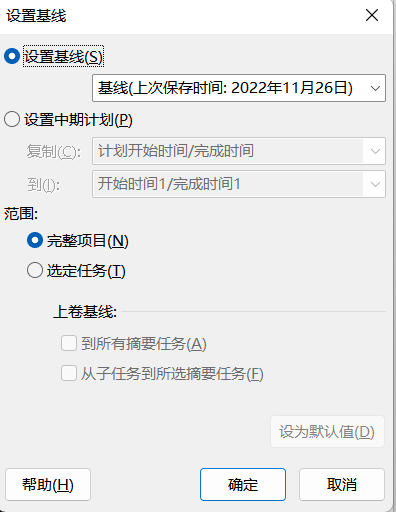 设置基线
设置基线(S)
基线(上次保存时间: 2022年11月26日)
设置中期计划(P)
复制(C):
计划开始时间/完成时间
到(I):
开始时间1/完成时间1
范围:
完整项目(N)
选定任务(T)
上卷基线:
到所有摘要任务(A)
从子任务到所选摘要任务(F)
设为默认值(D)
帮助(H)
确定
取消